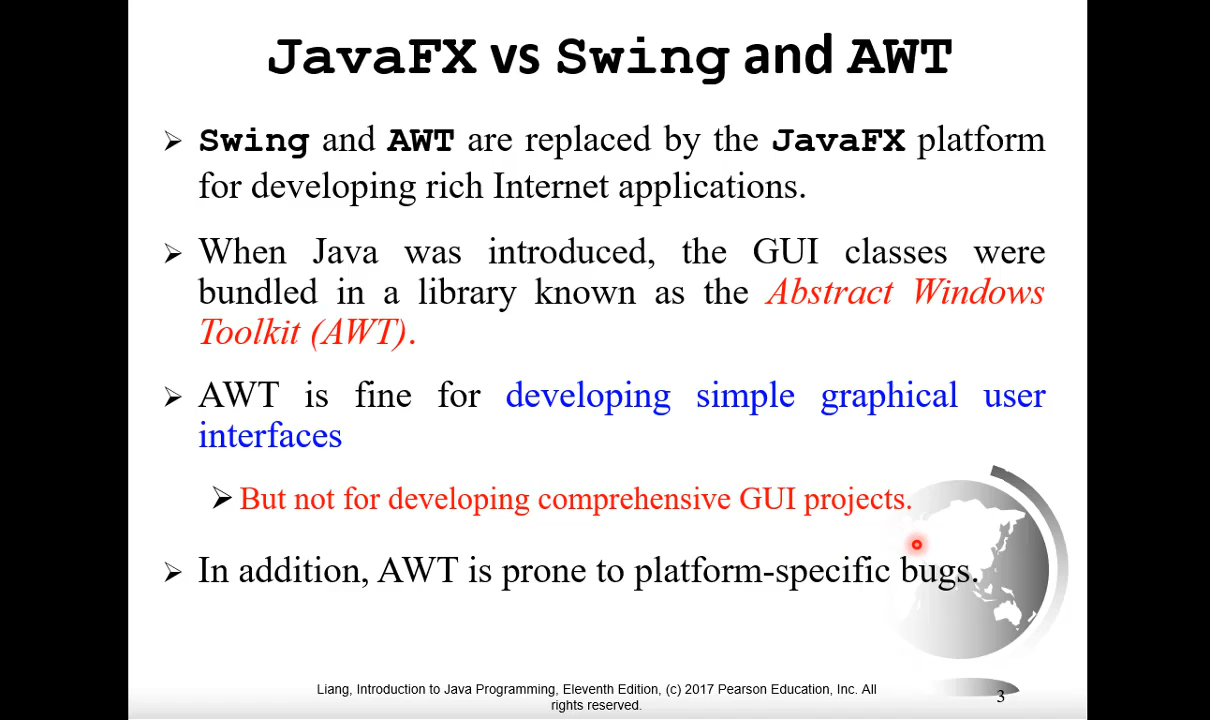 JavaFX vs Swing and AWT
➢ Swing and AWT are replaced by the JavaFX platform
for developing rich Internet applications.
➢ When Java was introduced, the GUI classes were
bundled in a library known as the Abstract Windows
Toolkit (AWT).
➢ AWT is fine for developing simple graphical user
interfaces
➢ But not for developing comprehensive GUI projects.
➢ In addition, AWT is prone to platform-specific bugs.
Liang, Introduction to Java Programming, Eleventh Edition, (c) 2017 Pearson Education, Inc. All
rights reserved.
3